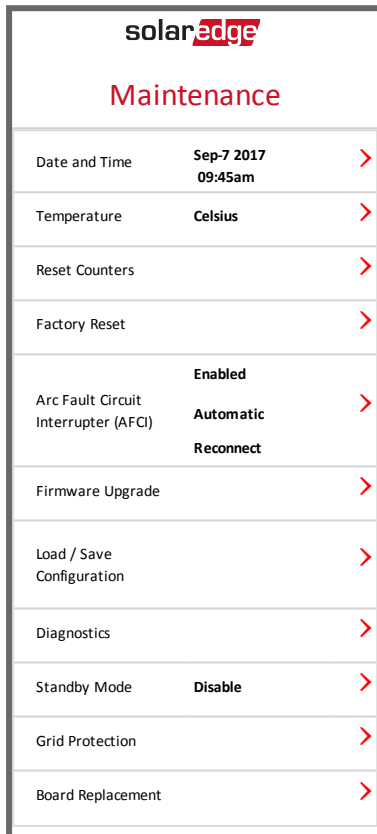 solaredge
Maintenance
Date and Time
Sep-7 2017
09:45am
Temperature
Celsius
Reset Counters
Factory Reset
Arc Fault Circuit
Interrupter (AFCI)
Enabled
Automatic
Reconnect
Firmware Upgrade
Load / Save
Configuration
Diagnostics
Standby Mode
Disable
Grid Protection
Board Replacement